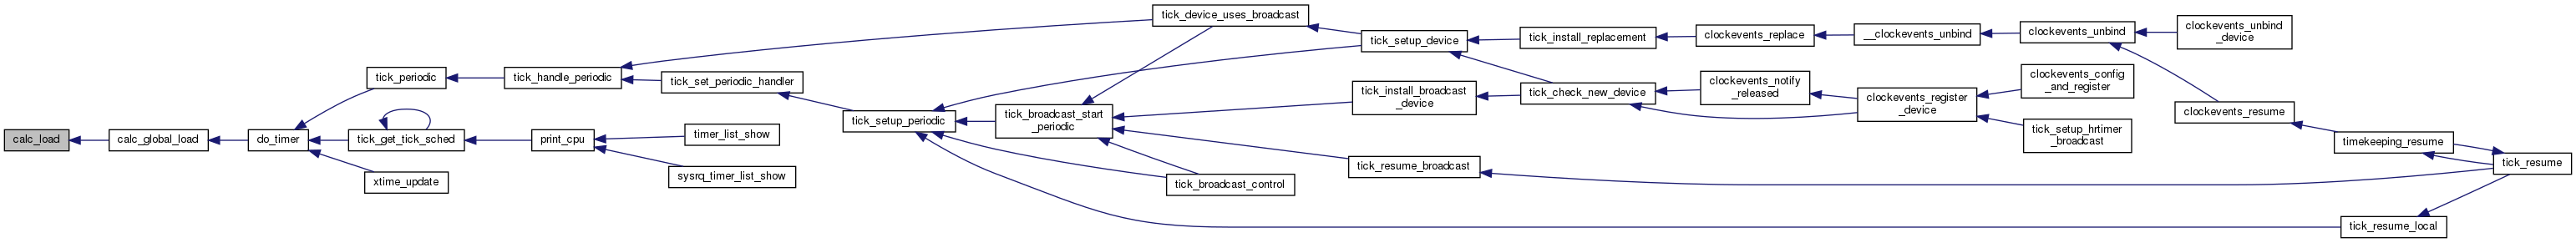 calc_load
calc_global_load
do_timer
tick_periodic
tick_get_tick_sched
xtime_update
tick_handle_periodic
print_cpu
tick_set_periodic_handler
timer_list_show
sysrq_timer_list_show
tick_setup_periodic
tick_device_uses_broadcast
tick_broadcast_start
_periodic
tick_broadcast_control
tick_setup_device
tick_install_broadcast
_device
tick_resume_broadcast
tick_install_replacement
tick_check_new_device
clockevents_replace
clockevents_notify
_released
__clockevents_unbind
clockevents_register
_device
clockevents_unbind
clockevents_config
_and_register
tick_setup_hrtimer
_broadcast
clockevents_unbind
_device
clockevents_resume
timekeeping_resume
tick_resume_local
tick_resume